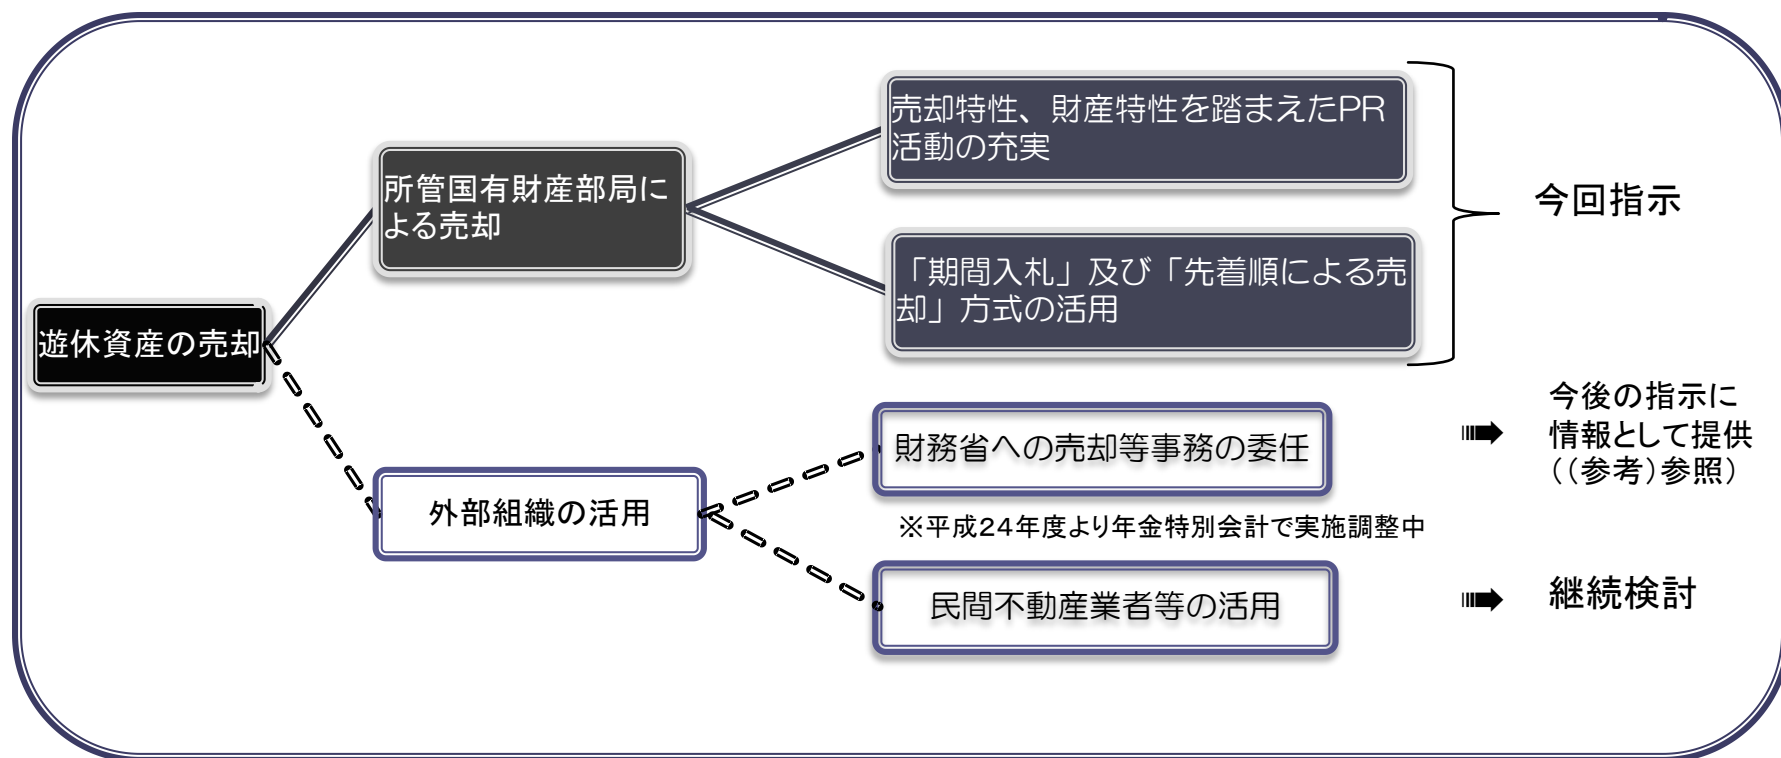 売却特性、財産特性を踏まえたPR
活動の充実
所管国有財産部局に
よる売却
今回指示
「期間入札」及び「先着順による売
却」方式の活用
遊休資産の売却
財務省への売却等事務の委任
今後の指示に
情報として提供
((参考)参照)
外部組織の活用
※平成24年度より年金特別会計で実施調整中
民間不動産業者等の活用
継続検討